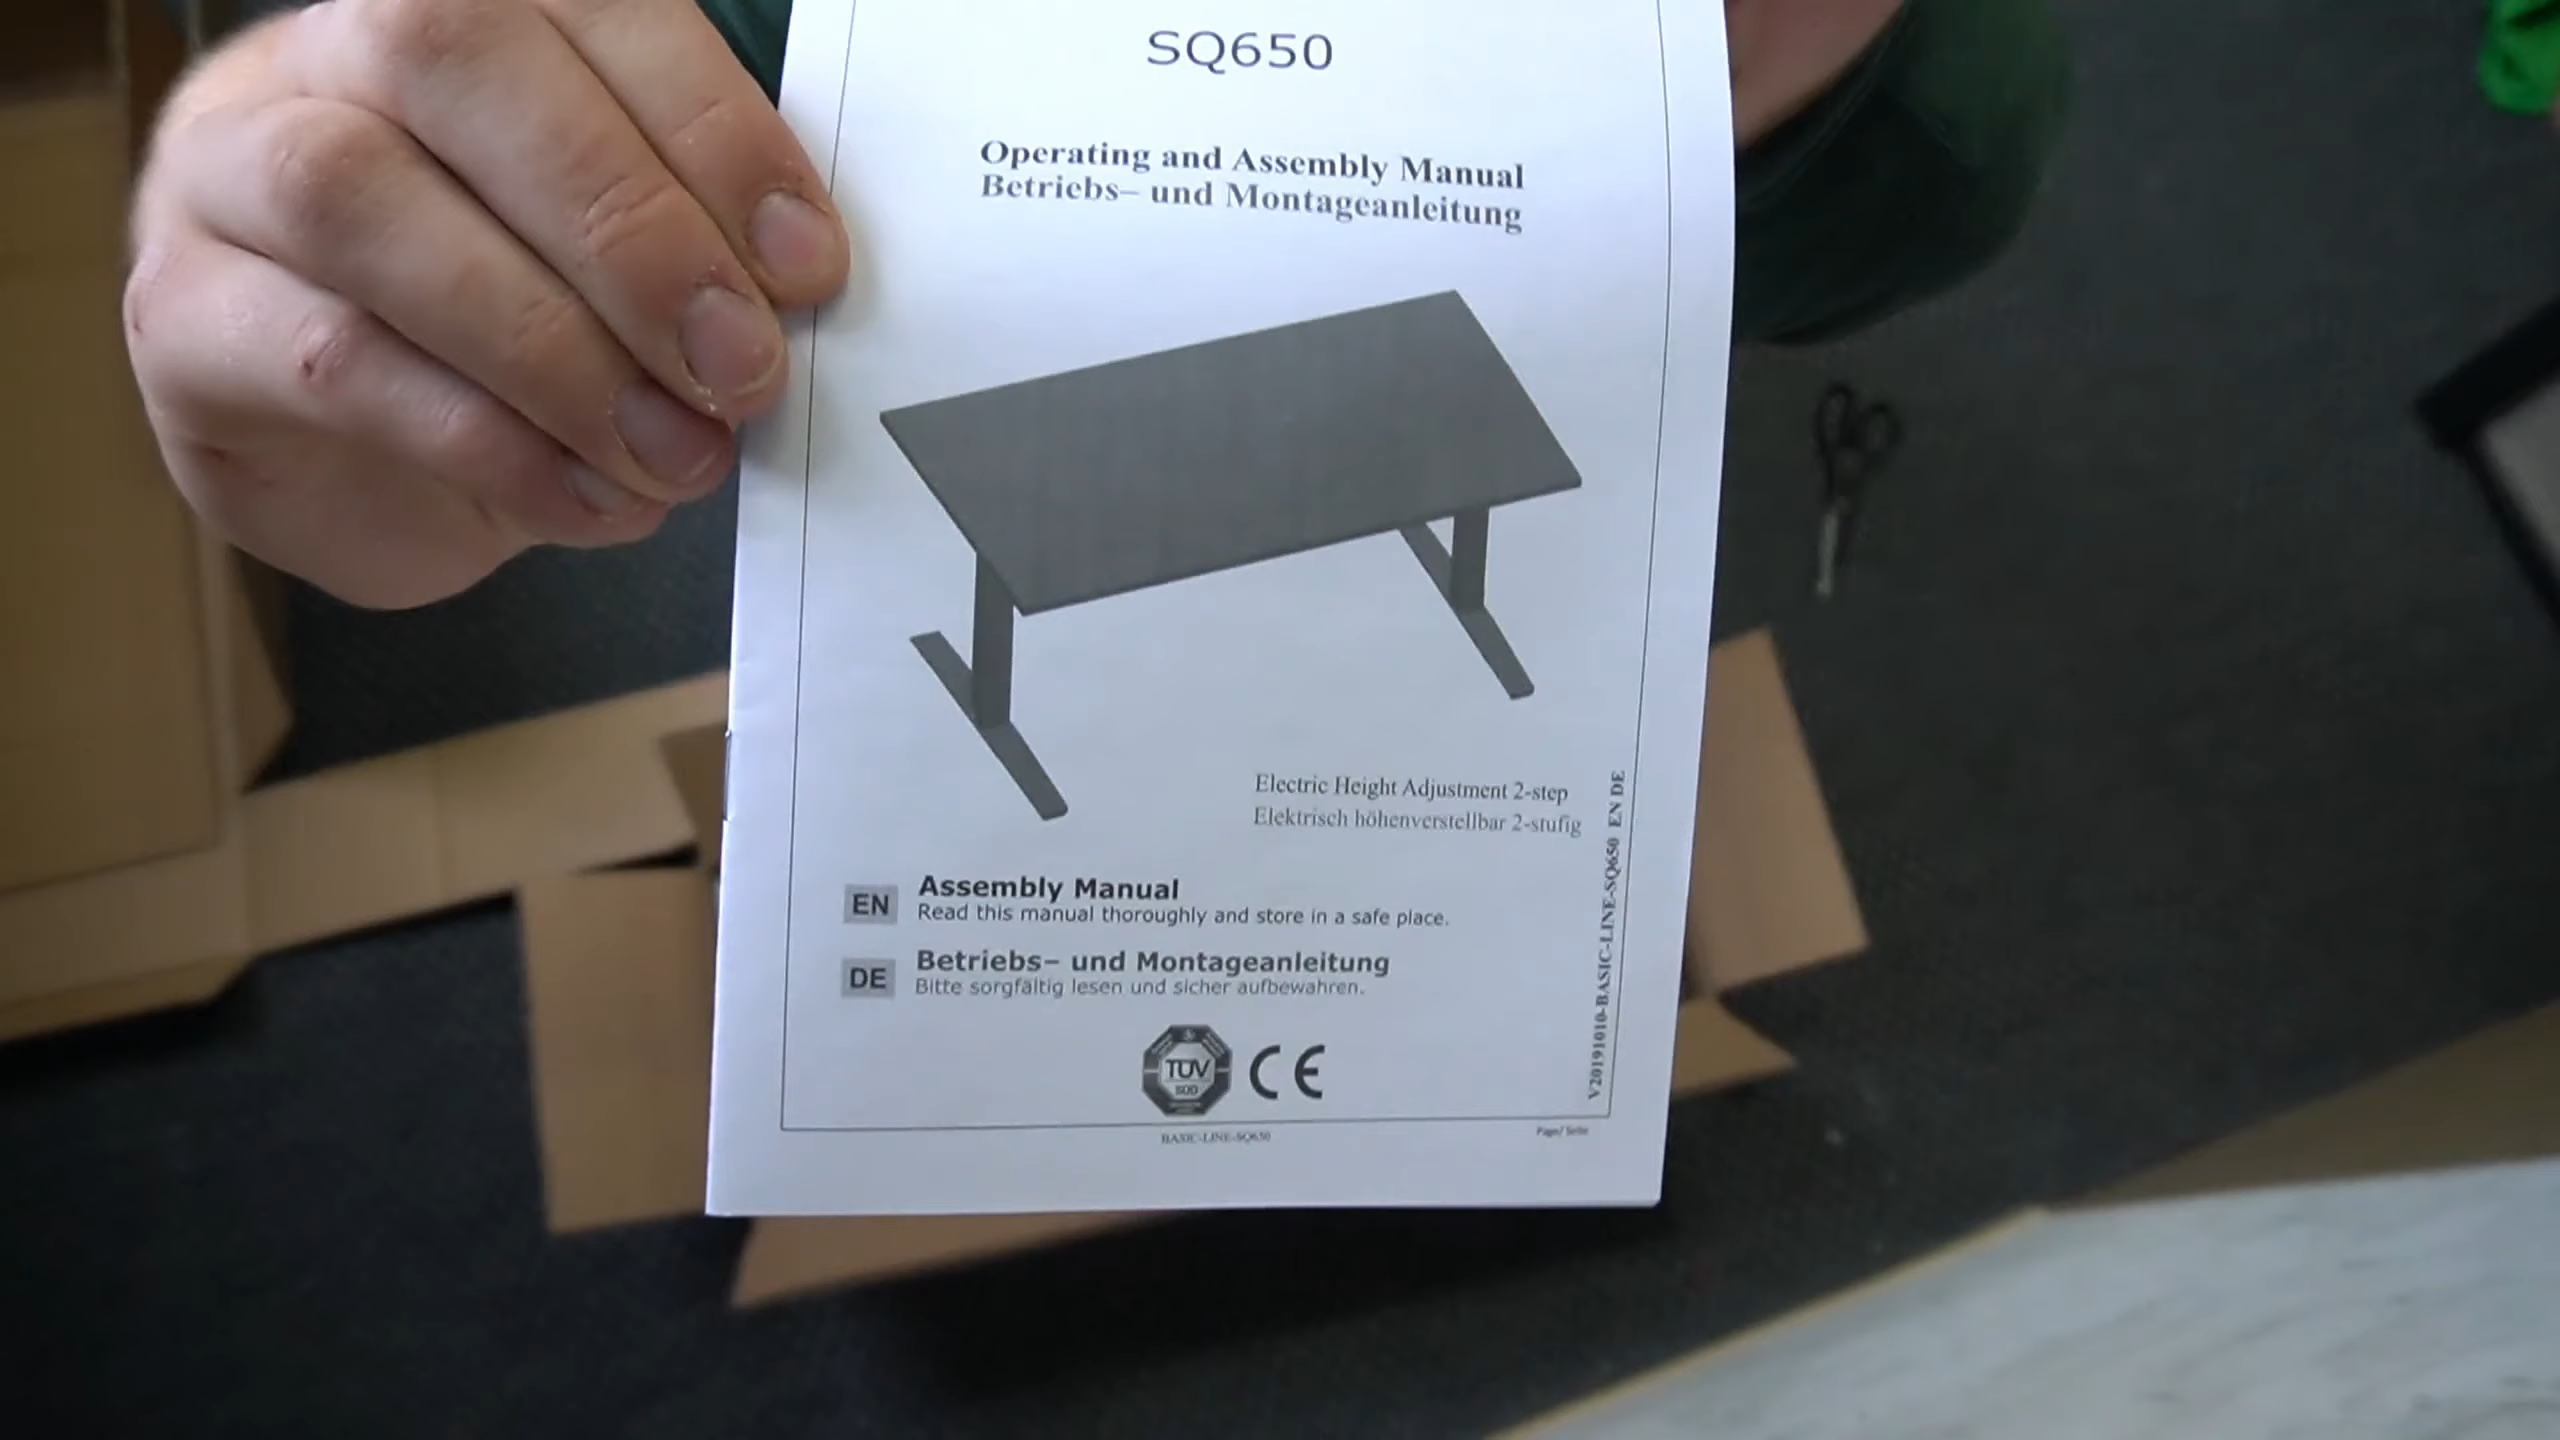 SQ650
Operating and Assembly Manual
Betriebs– und Montageanleitung
Electric Height Adjustment 2-step
Elektrisch höhenverstellbar 2-stufig
V20191010-BASIC-LINE-SQ650 EN DE
EN
Assembly Manual
Read this manual thoroughly and store in a safe place.
DE
Betriebs– und Montageanleitung
Bitte sorgfältig lesen und sicher aufbewahren.
TÜV
SÜD
CE
BASIC-LINE-SQ650
Page/ Seite